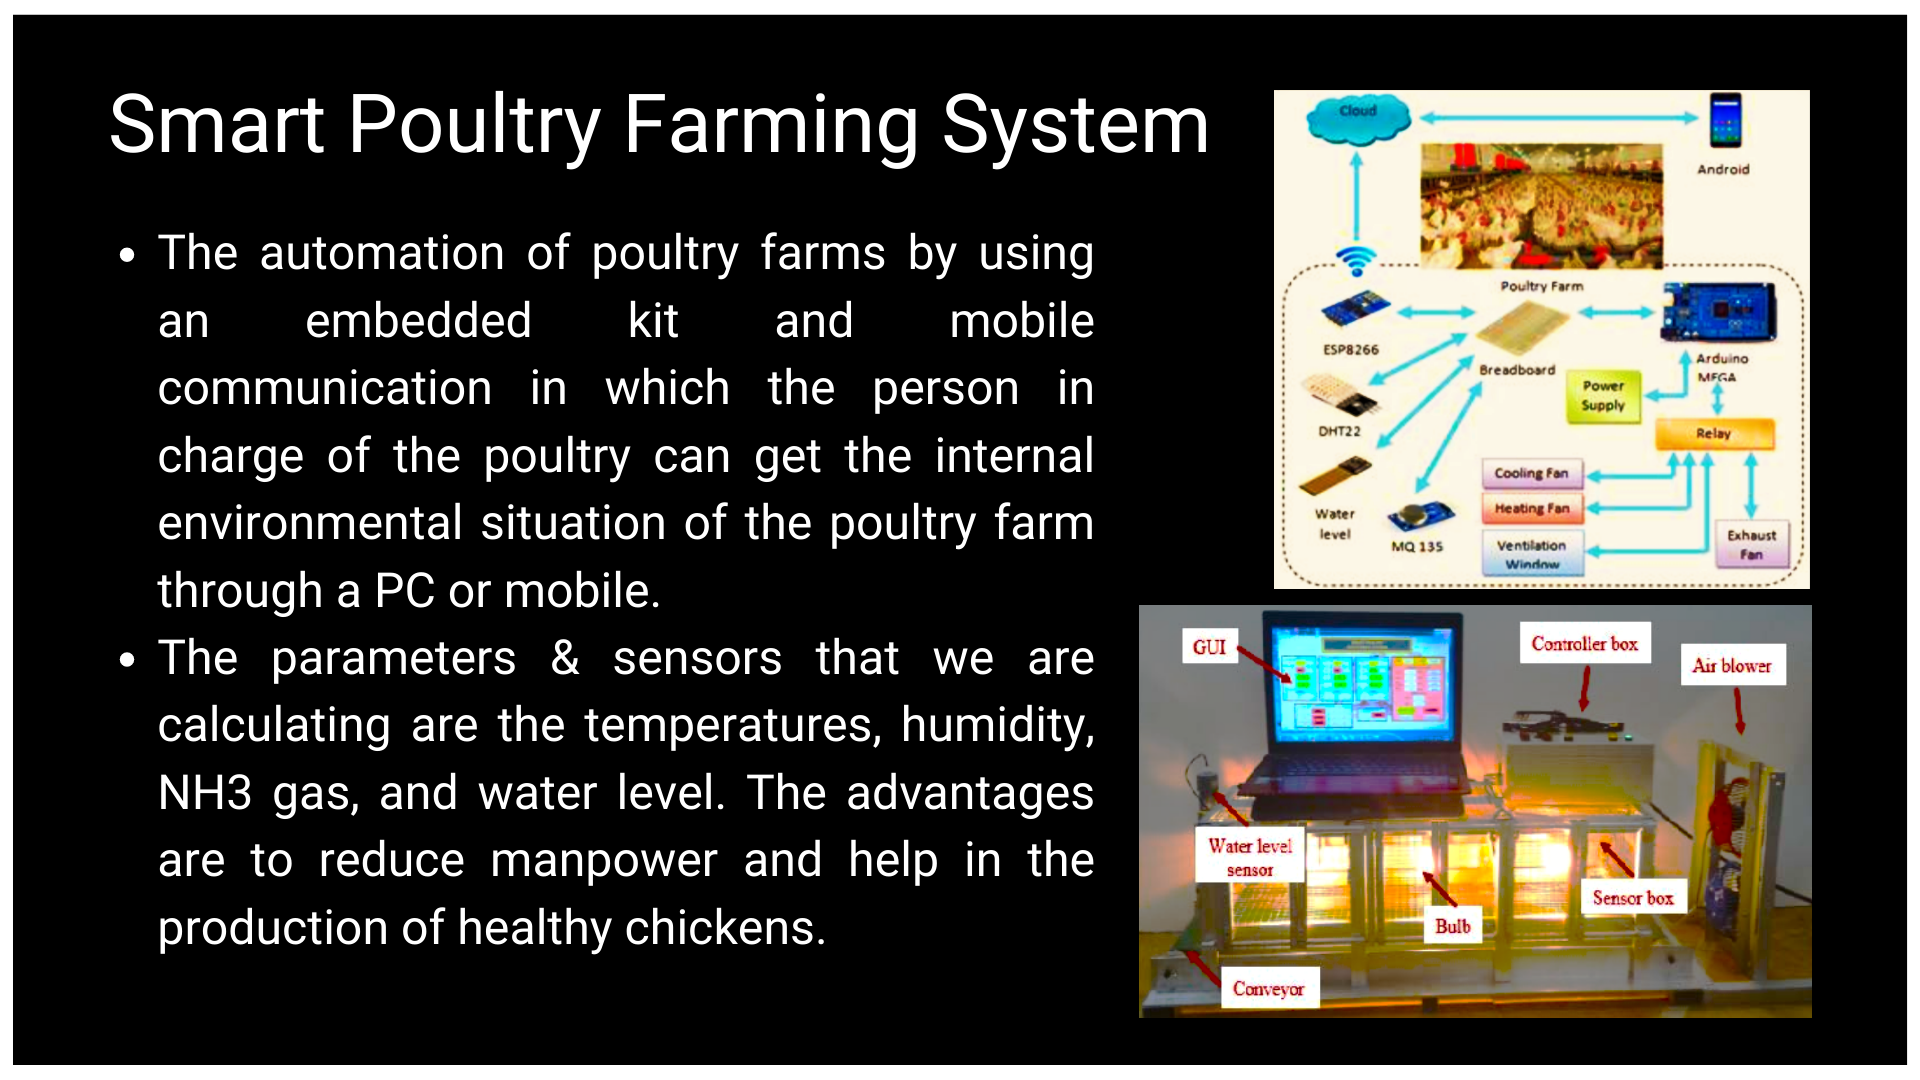 Smart Poultry Farming System
• The automation of poultry farms by using
an embedded kit and mobile
communication in which the person in
charge of the poultry can get the internal
environmental situation of the poultry farm
through a PC or mobile.
• The parameters & sensors that we are
calculating are the temperatures, humidity,
NH3 gas, and water level. The advantages
are to reduce manpower and help in the
production of healthy chickens.
Cloud
Android
Poultry Farm
ESP8266
Breadboard
Arduino
MEGA
Power
Supply
DHT22
Relay
Cooling Fan
Heating Fan
Water
level
MQ 135
Ventilation
Window
Exhaust
Fan
GUI
Controller box
Air blower
Water level
sensor
Sensor box
Bulb
Conveyor